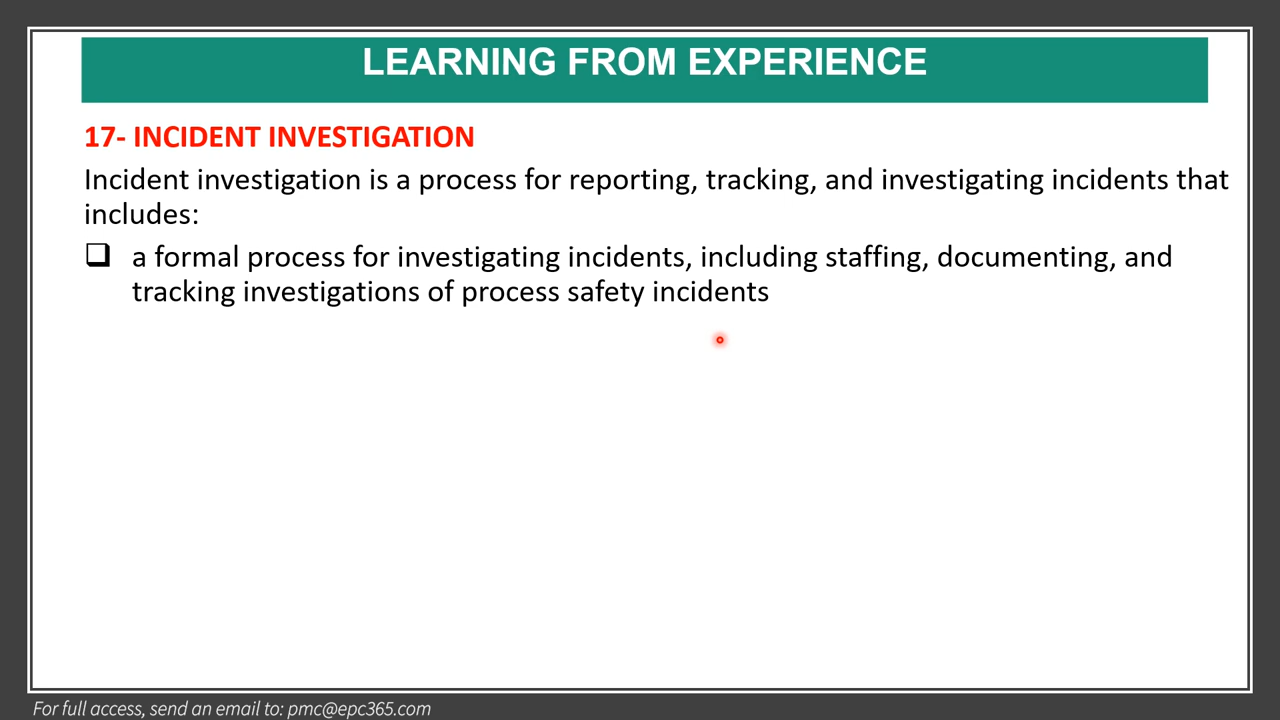 LEARNING FROM EXPERIENCE
17- INCIDENT INVESTIGATION
Incident investigation is a process for reporting, tracking, and investigating incidents that
includes:
a formal process for investigating incidents, including staffing, documenting, and
tracking investigations of process safety incidents
For full access, send an email to: pmc@epc365.com